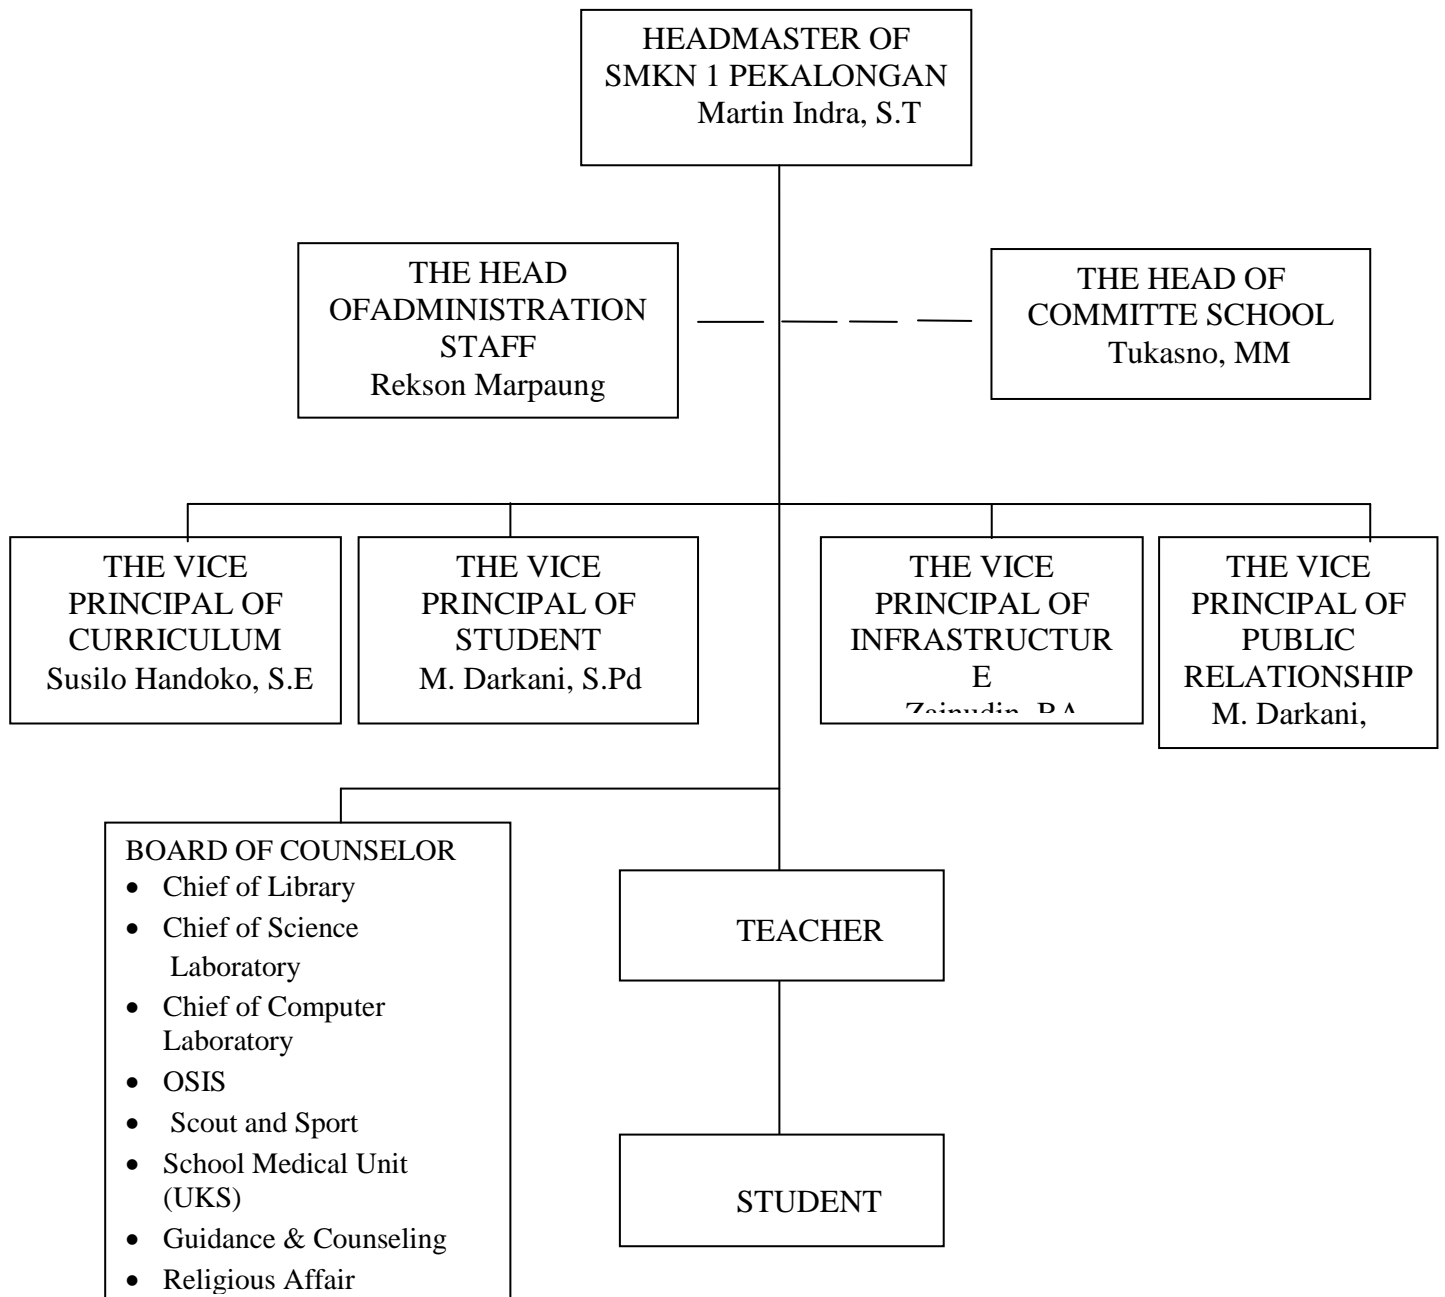 HEADMASTER OF
SMKN 1 PEKALONGAN
Martin Indra, S.T
THE HEAD
OFADMINISTRATION
STAFF
Rekson Marpaung
THE HEAD OF
COMMITTE SCHOOL
Tukasno, MM
THE VICE
PRINCIPAL OF
CURRICULUM
Susilo Handoko, S.E
THE VICE
PRINCIPAL OF
STUDENT
M. Darkani, S.Pd
THE VICE
PRINCIPAL OF
INFRASTRUCTUR
E
Zainudin, BA
THE VICE
PRINCIPAL OF
PUBLIC
RELATIONSHIP
M. Darkani,
BOARD OF COUNSELOR
• Chief of Library
• Chief of Science
Laboratory
• Chief of Computer
Laboratory
• OSIS
• Scout and Sport
• School Medical Unit
(UKS)
• Guidance & Counseling
• Religious Affair
TEACHER
STUDENT